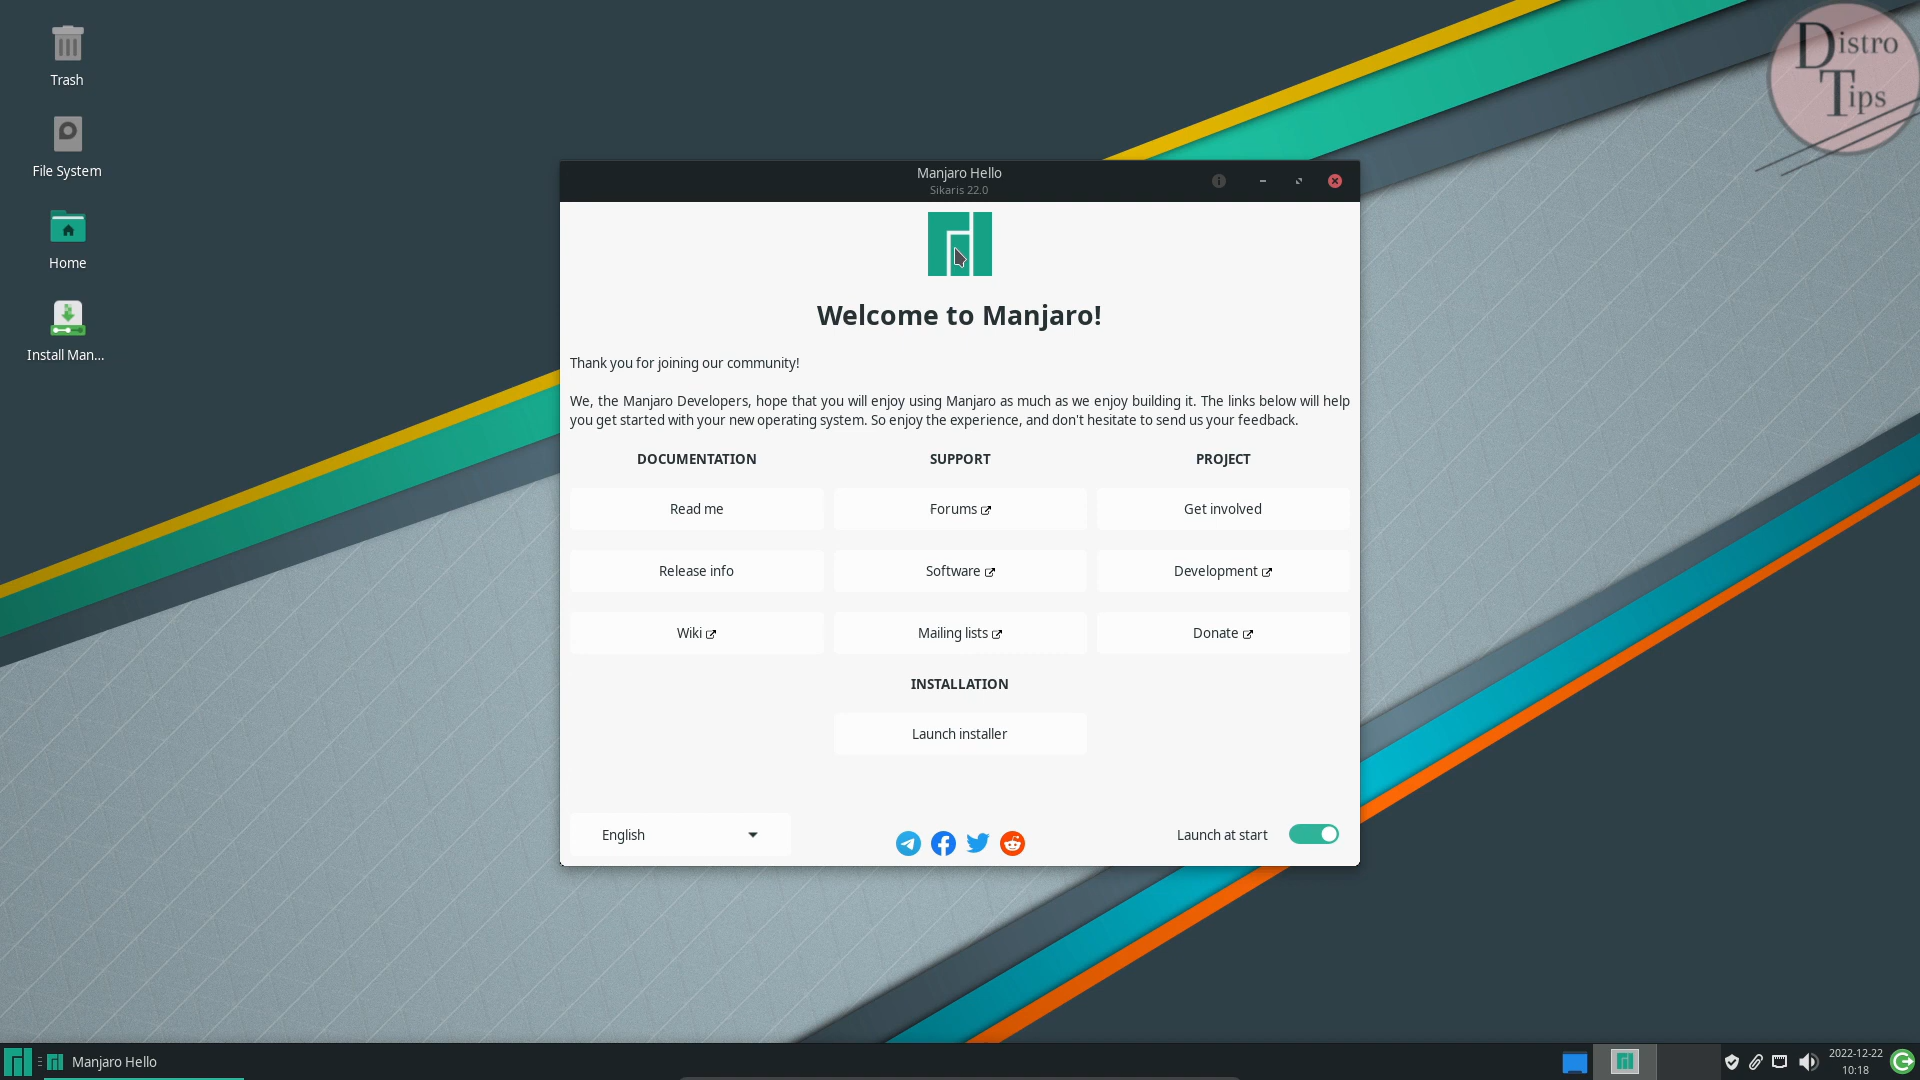 Trash
File System
Home
Install Man...
Distro
Tips
Manjaro Hello
Sikaris 22.0
Welcome to Manjaro!
Thank you for joining our community!
We, the Manjaro Developers, hope that you will enjoy using Manjaro as much as we enjoy building it. The links below will help
you get started with your new operating system. So enjoy the experience, and don't hesitate to send us your feedback.
DOCUMENTATION SUPPORT PROJECT
Read me Forums Get involved
Release info Software Development
Wiki Mailing lists Donate
INSTALLATION
Launch installer
English Launch at start
Manjaro Hello
2022-12-22
10:18